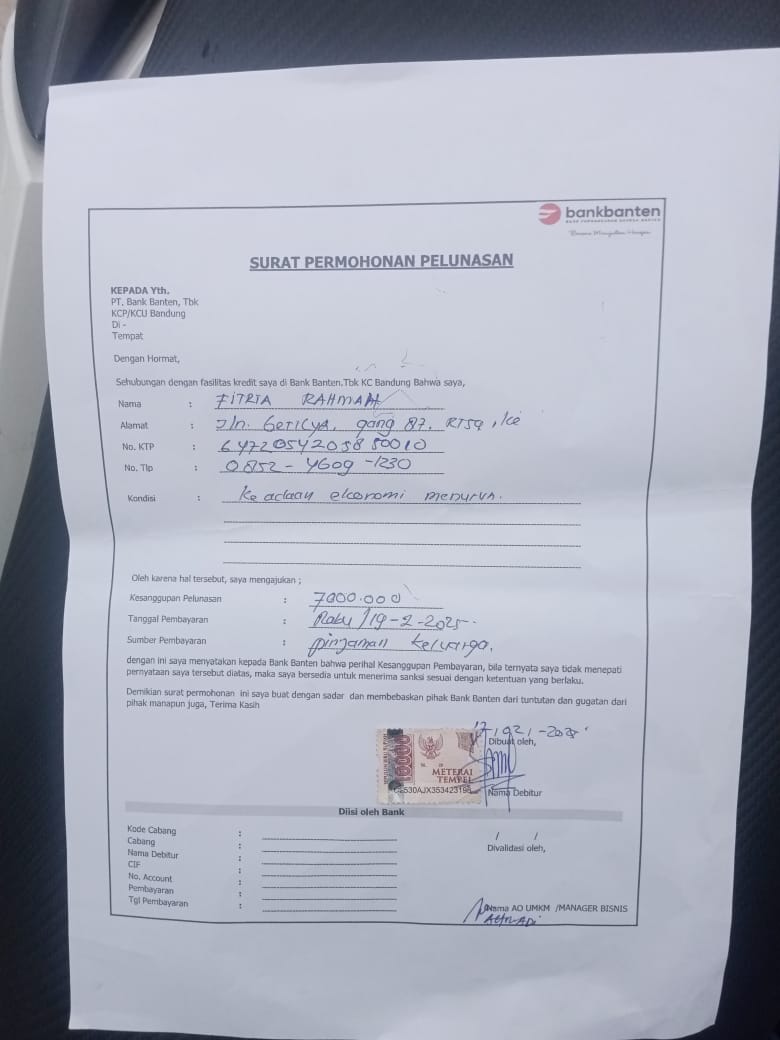 bankbanten
SURAT PERMOHONAN PELUNASAN
KEPADA Yth.
PT. Bank Banten, Tbk
KCP/KCU Bandung
Di -
Tempat
Dengan Hormat,
Sehubungan dengan fasilitas kredit saya di Bank Banten.Tbk KC Bandung Bahwa saya,
Nama : FITRIA RAHMAH
Alamat : Jln. Gerilya, gang 87. RT59, ke
No. KTP : 6472054205850010
No. Tlp : 0852-4609-1230
Kondisi : Keadaan ekonomi menurun.
Oleh karena hal tersebut, saya mengajukan ;
Kesanggupan Pelunasan : 7000.000
Tanggal Pembayaran : Rabu /19-2-2025.
Sumber Pembayaran : pinjaman keluarga.
dengan ini saya menyatakan kepada Bank Banten bahwa perihal Kesanggupan Pembayaran, bila ternyata saya tidak menepati
pernyataan saya tersebut diatas, maka saya bersedia untuk menerima sanksi sesuai dengan ketentuan yang berlaku.
Demikian surat permohonan ini saya buat dengan sadar dan membebaskan pihak Bank Banten dari tuntutan dan gugatan dari
pihak manapun juga, Terima Kasih
Dibuat oleh,
METERAI
TEMPEL
Nama Debitur
Diisi oleh Bank
Kode Cabang :
Cabang :
Nama Debitur :
CIF :
No. Account :
Pembayaran :
Tgl Pembayaran :
/ /
Divalidasi oleh,
Nama AO UMKM /MANAGER BISNIS